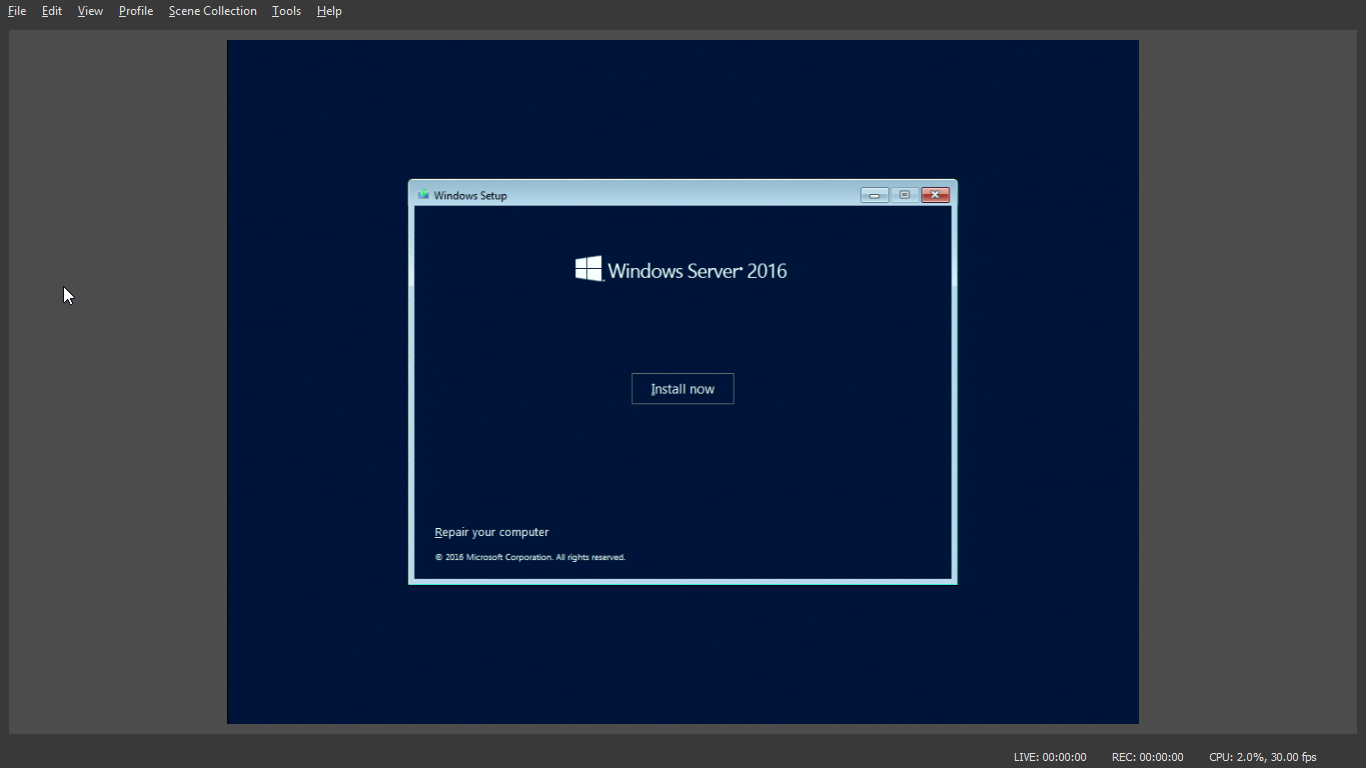 File Edit View Profile Scene Collection Tools Help
Windows Setup
Windows Server® 2016
Install now
Repair your computer
© 2016 Microsoft Corporation. All rights reserved.
LIVE: 00:00:00 REC: 00:00:00 CPU: 2.0%, 30.00 fps